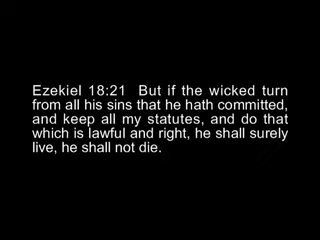 Ezekiel 18:21  But if the wicked turn
from all his sins that he hath committed,
and keep all my statutes, and do that
which is lawful and right, he shall surely
live, he shall not die.